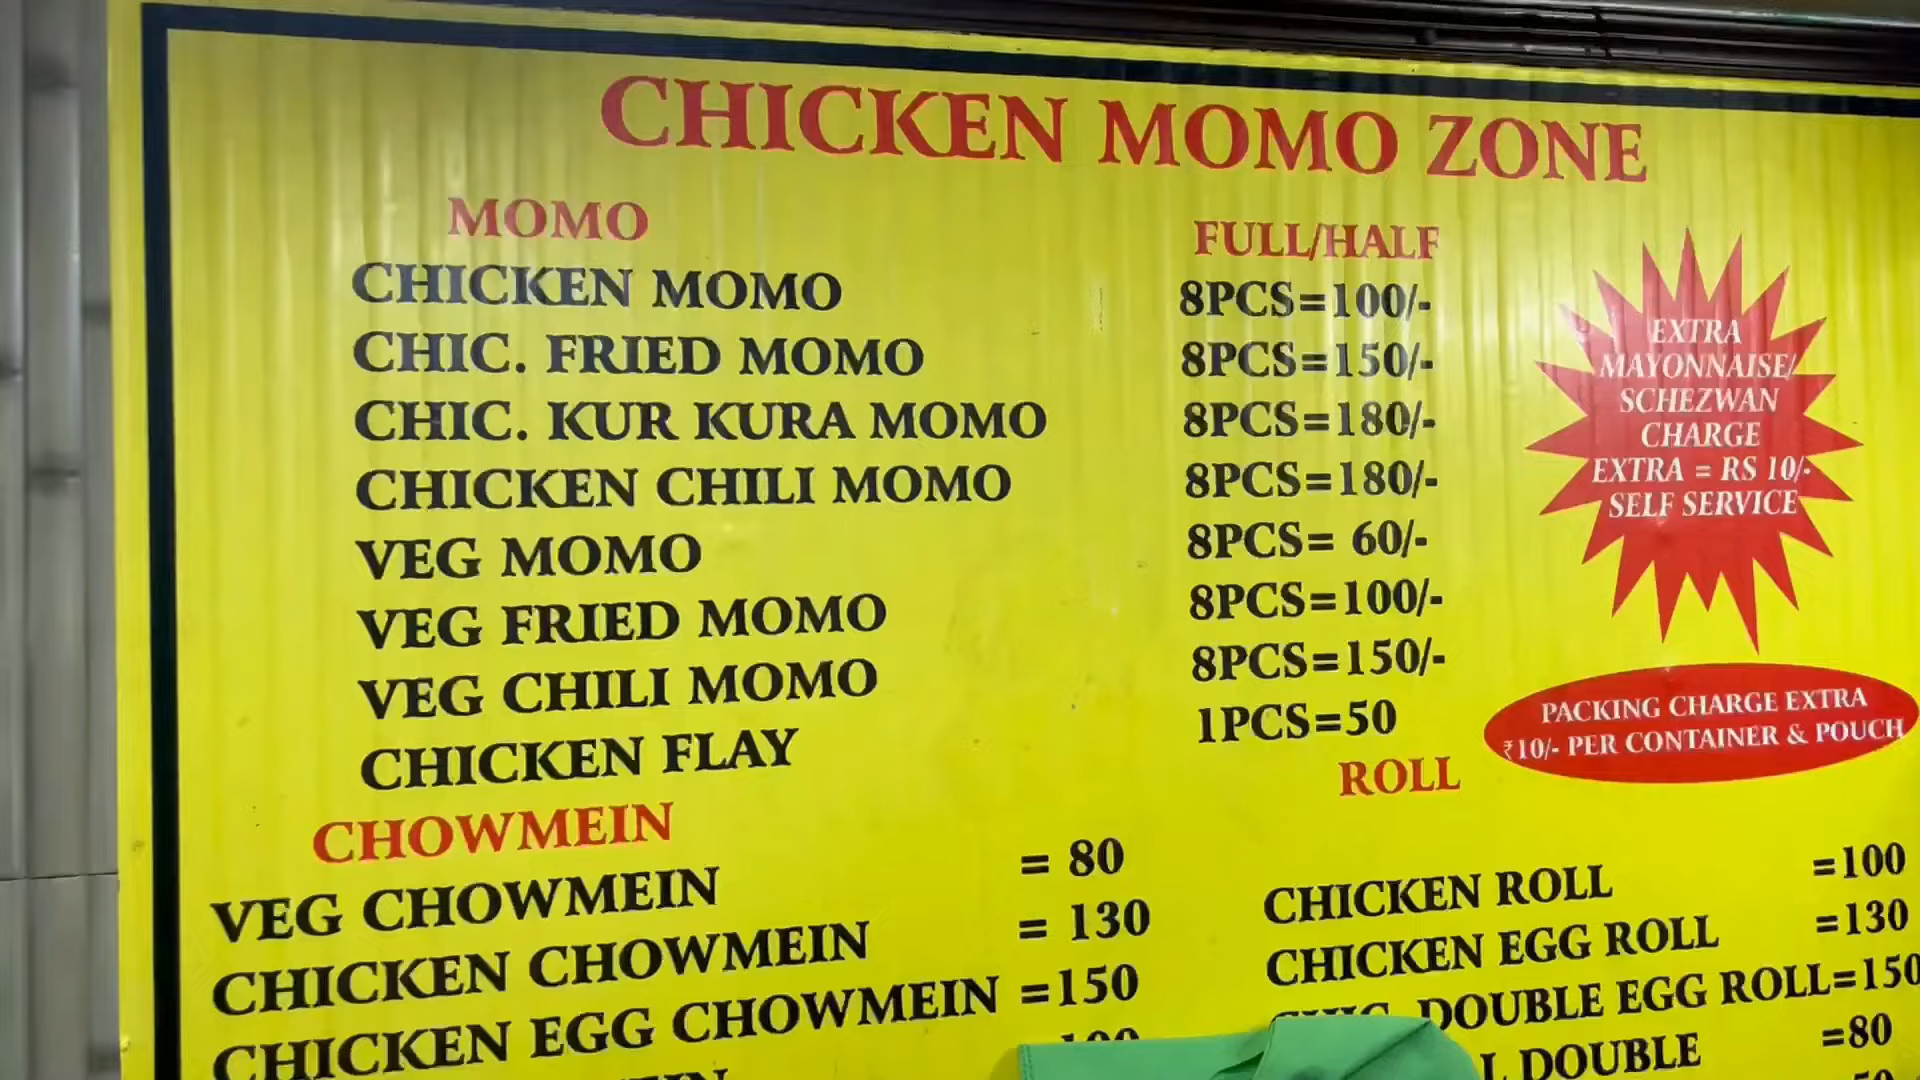 CHICKEN MOMO ZONE
MOMO FULL/HALF
CHICKEN MOMO 8PCS=100/-
CHIC. FRIED MOMO 8PCS=150/-
CHIC. KUR KURA MOMO 8PCS=180/-
CHICKEN CHILI MOMO 8PCS=180/-
VEG MOMO 8PCS= 60/-
VEG FRIED MOMO 8PCS=100/-
VEG CHILI MOMO 8PCS=150/-
CHICKEN FLAY 1PCS=50
EXTRA
MAYONNAISE/
SCHEZWAN
CHARGE
EXTRA = RS 10/-
SELF SERVICE
PACKING CHARGE EXTRA
₹10/- PER CONTAINER & POUCH
CHOWMEIN
VEG CHOWMEIN = 80
CHICKEN CHOWMEIN = 130
CHICKEN EGG CHOWMEIN =150
ROLL
CHICKEN ROLL =100
CHICKEN EGG ROLL =130
DOUBLE EGG ROLL=150
DOUBLE =80